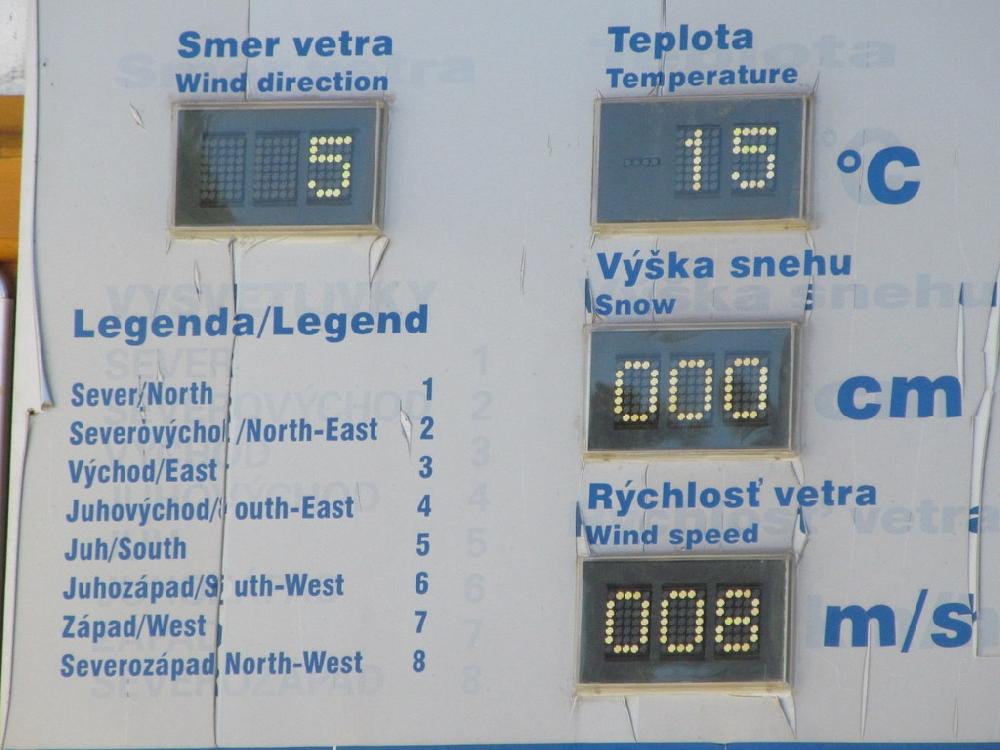 Smer vetra
Wind direction
5
Legenda/Legend
Sever/North 1
Severovýchod/North-East 2
Východ/East 3
Juhovýchod/South-East 4
Juh/South 5
Juhozápad/South-West 6
Západ/West 7
Severozápad/North-West 8
Teplota
Temperature
15 °C
Výška snehu
Snow
000 cm
Rýchlosť vetra
Wind speed
008 m/s